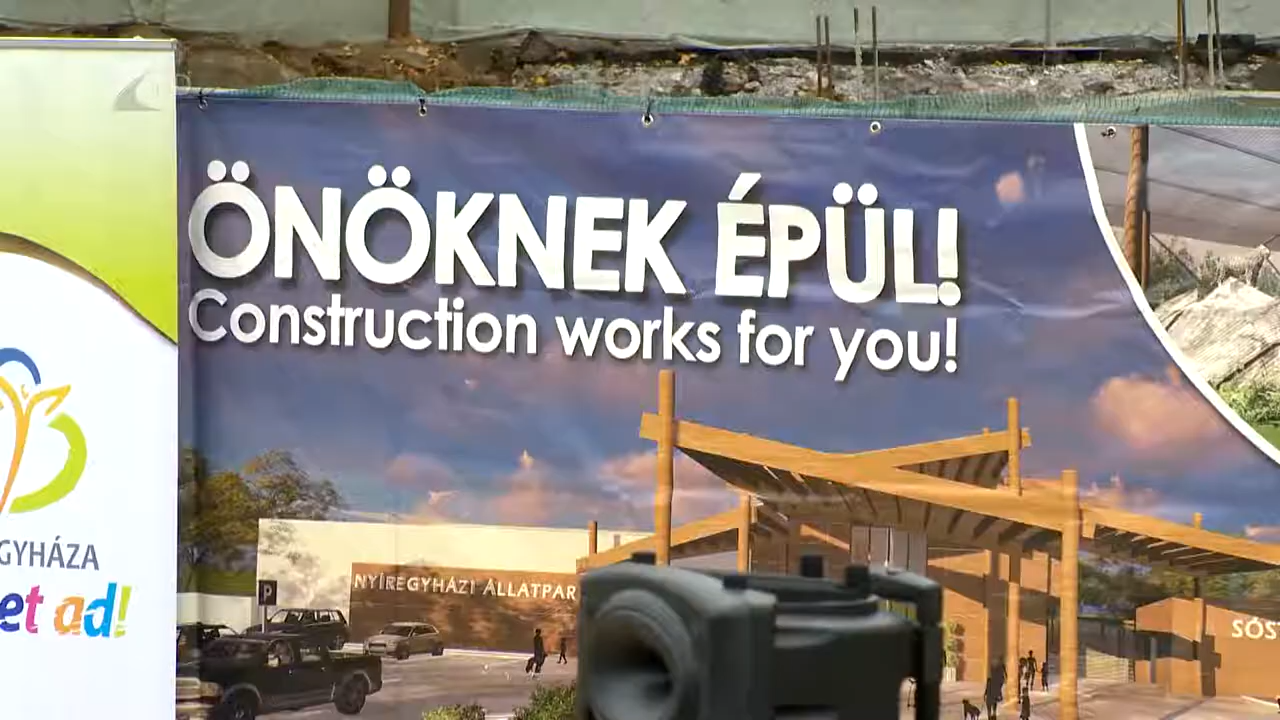 ÖNÖKNEK ÉPÜL!
Construction works for you!
GYHÁZA
et ad!
P
NYÍREGYHÁZI ÁLLATPAR
SÓST